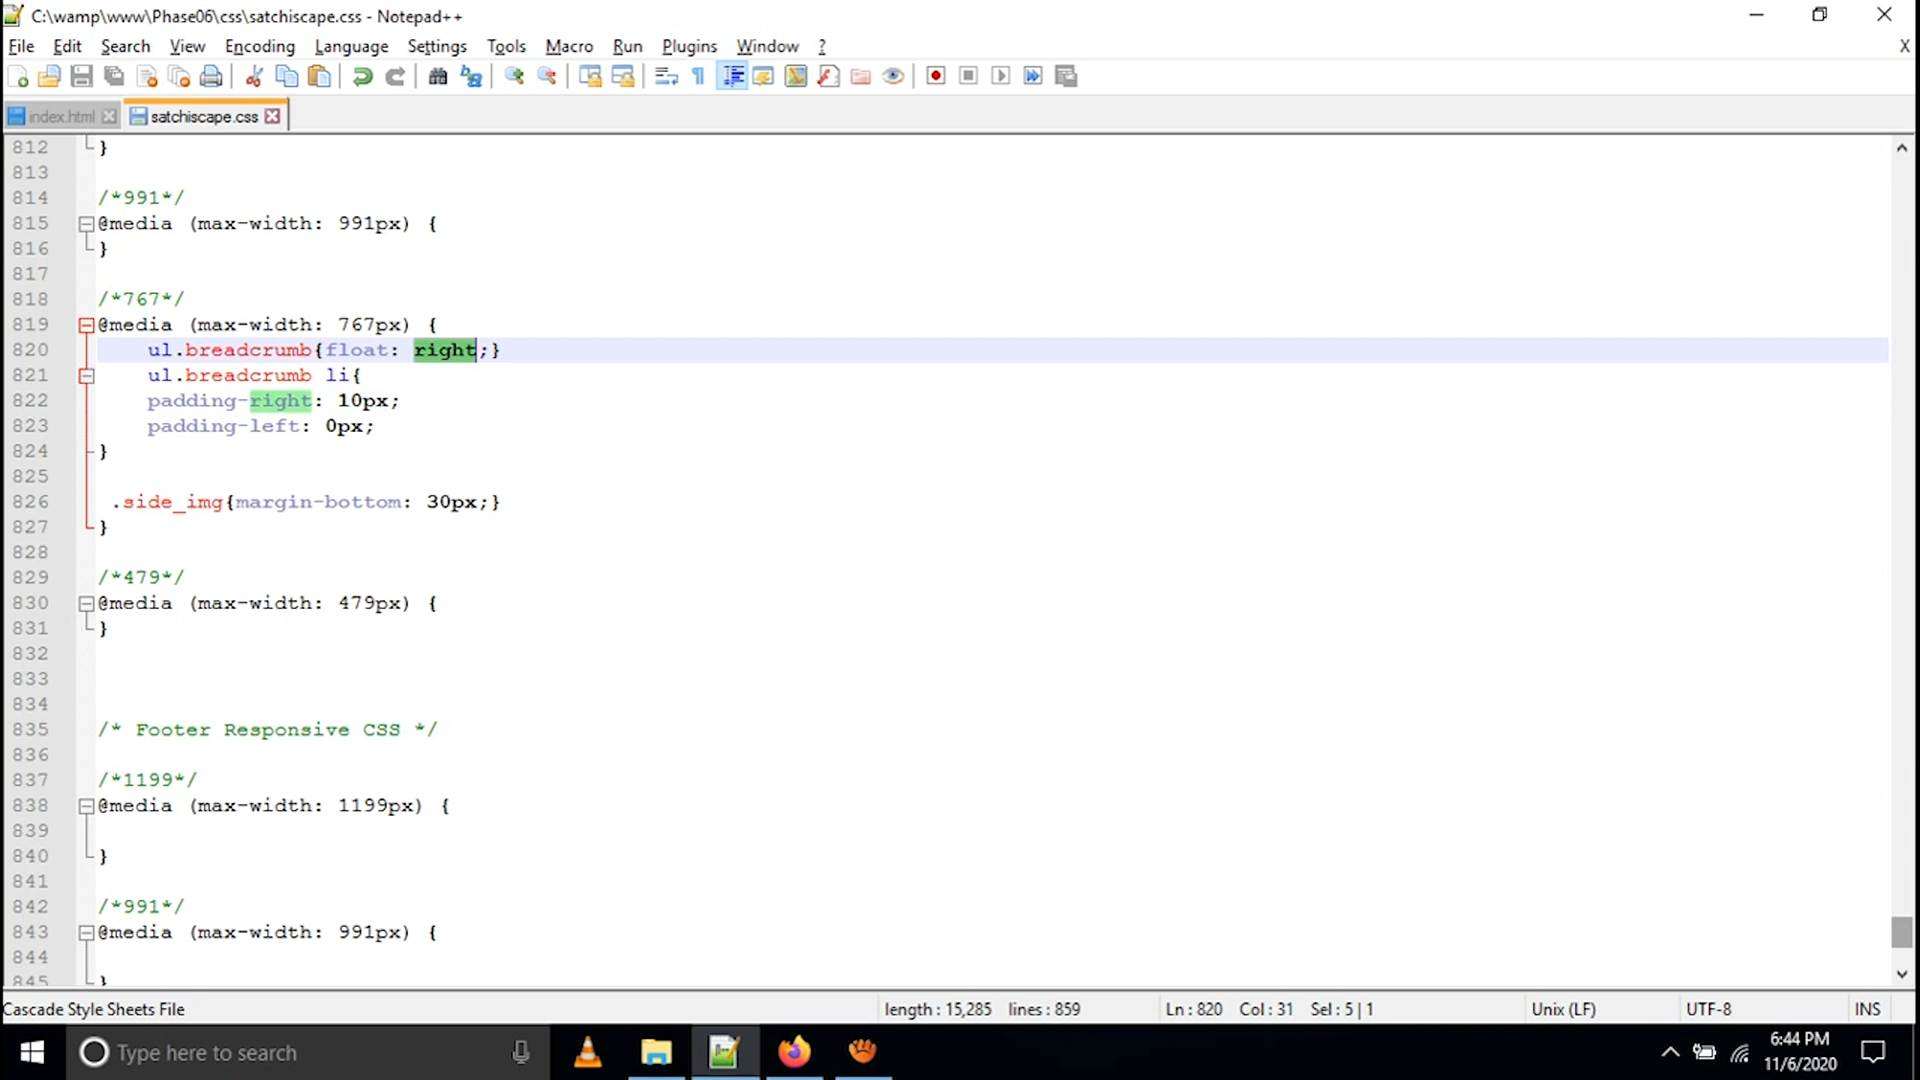 C:\wamp\www\Phase06\css\satchiscape.css - Notepad++
File Edit Search View Encoding Language Settings Tools Macro Run Plugins Window ? X
index.html satchiscape.css
812 }
813
814 /*991*/
815 @media (max-width: 991px) {
816 }
817
818 /*767*/
819 @media (max-width: 767px) {
820 ul.breadcrumb{float: right;}
821 ul.breadcrumb li{
822 padding-right: 10px;
823 padding-left: 0px;
824 }
825
826 .side_img{margin-bottom: 30px;}
827 }
828
829 /*479*/
830 @media (max-width: 479px) {
831 }
832
833
834
835 /* Footer Responsive CSS */
836
837 /*1199*/
838 @media (max-width: 1199px) {
839
840 }
841
842 /*991*/
843 @media (max-width: 991px) {
844
845 }
Cascade Style Sheets File length : 15,285 lines : 859 Ln : 820 Col : 31 Sel : 5 | 1 Unix (LF) UTF-8 INS
Type here to search
6:44 PM
11/6/2020